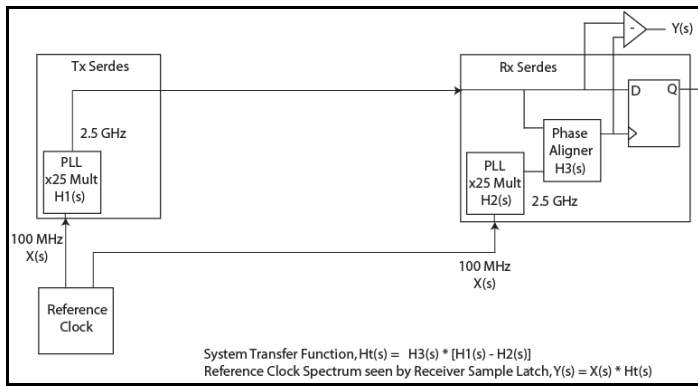 Y(s)
-
Tx Serdes
Rx Serdes
D
Q
2.5 GHz
Phase
Aligner
H3(s)
PLL
x25 Mult
H1(s)
PLL
x25 Mult
H2(s)
2.5 GHz
100 MHz
X(s)
100 MHz
X(s)
Reference
Clock
System Transfer Function, Ht(s) = H3(s) * [H1(s) - H2(s)]
Reference Clock Spectrum seen by Receiver Sample Latch, Y(s) = X(s) * Ht(s)